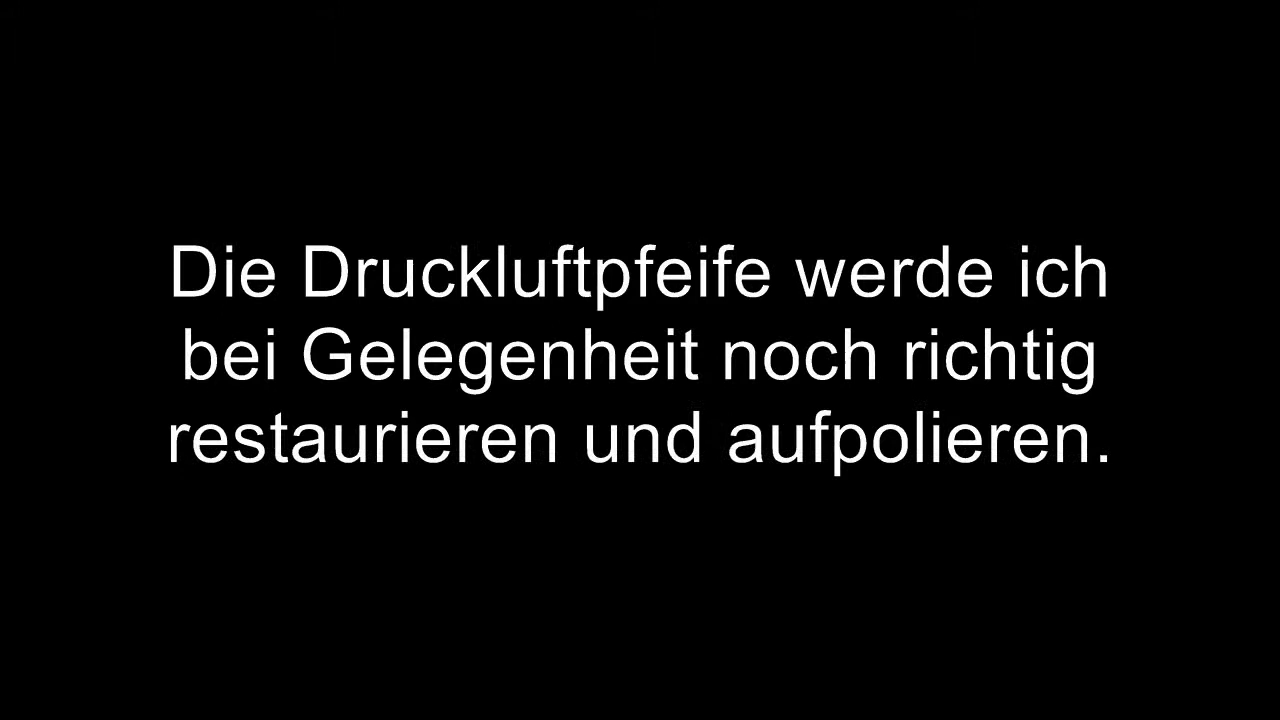 Die Druckluftpfeife werde ich
bei Gelegenheit noch richtig
restaurieren und aufpolieren.